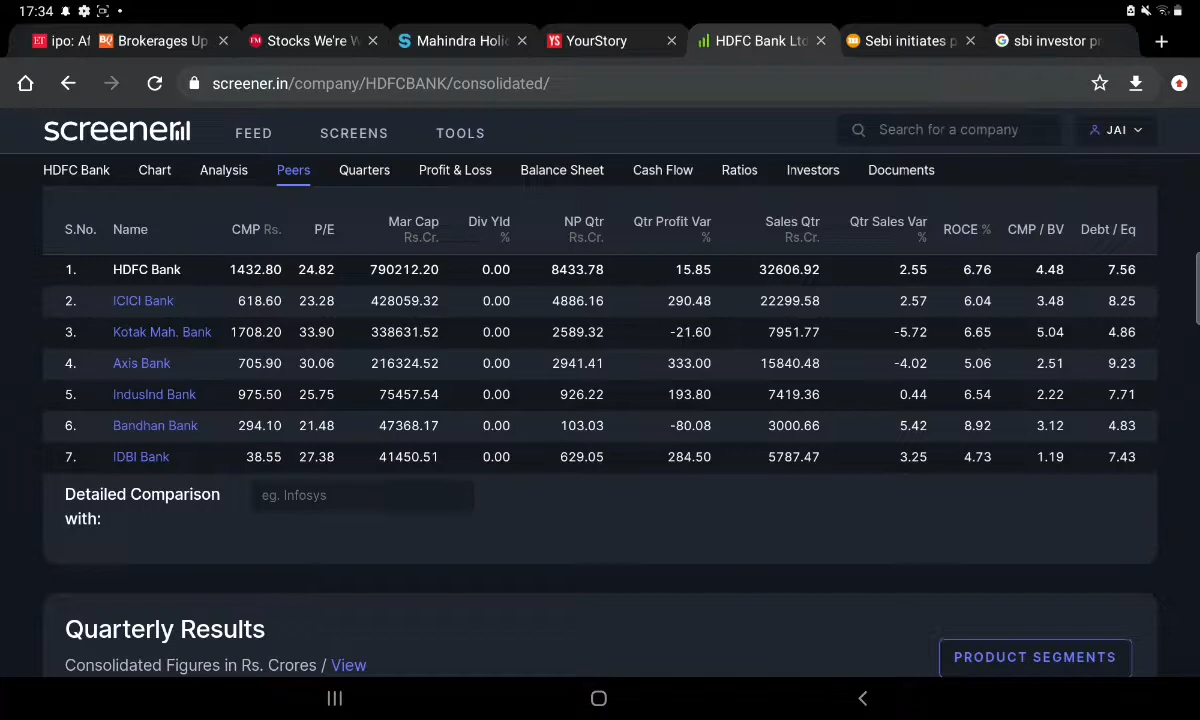 17:34
ipo: Af
Brokerages Up
Stocks We're W
Mahindra Holic
YourStory
HDFC Bank Ltd
Sebi initiates p
sbi investor pr
screener.in/company/HDFCBANK/consolidated/
screener
FEED
SCREENS
TOOLS
Search for a company
JAI
HDFC Bank Chart Analysis Peers Quarters Profit & Loss Balance Sheet Cash Flow Ratios Investors Documents
S.No. Name CMP Rs. P/E Mar Cap Rs.Cr. Div Yld % NP Qtr Rs.Cr. Qtr Profit Var % Sales Qtr Rs.Cr. Qtr Sales Var % ROCE % CMP / BV Debt / Eq
1. HDFC Bank 1432.80 24.82 790212.20 0.00 8433.78 15.85 32606.92 2.55 6.76 4.48 7.56
2. ICICI Bank 618.60 23.28 428059.32 0.00 4886.16 290.48 22299.58 2.57 6.04 3.48 8.25
3. Kotak Mah. Bank 1708.20 33.90 338631.52 0.00 2589.32 -21.60 7951.77 -5.72 6.65 5.04 4.86
4. Axis Bank 705.90 30.06 216324.52 0.00 2941.41 333.00 15840.48 -4.02 5.06 2.51 9.23
5. IndusInd Bank 975.50 25.75 75457.54 0.00 926.22 193.80 7419.36 0.44 6.54 2.22 7.71
6. Bandhan Bank 294.10 21.48 47368.17 0.00 103.03 -80.08 3000.66 5.42 8.92 3.12 4.83
7. IDBI Bank 38.55 27.38 41450.51 0.00 629.05 284.50 5787.47 3.25 4.73 1.19 7.43
Detailed Comparison
with:
eg. Infosys
Quarterly Results
Consolidated Figures in Rs. Crores / View
PRODUCT SEGMENTS